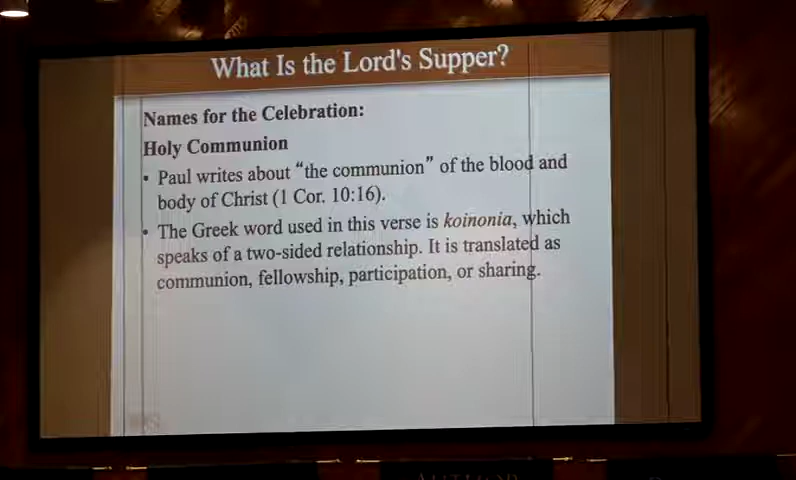 What Is the Lord's Supper?
Names for the Celebration:
Holy Communion
• Paul writes about “the communion” of the blood and
body of Christ (1 Cor. 10:16).
• The Greek word used in this verse is koinonia, which
speaks of a two-sided relationship. It is translated as
communion, fellowship, participation, or sharing.
AUTHOR